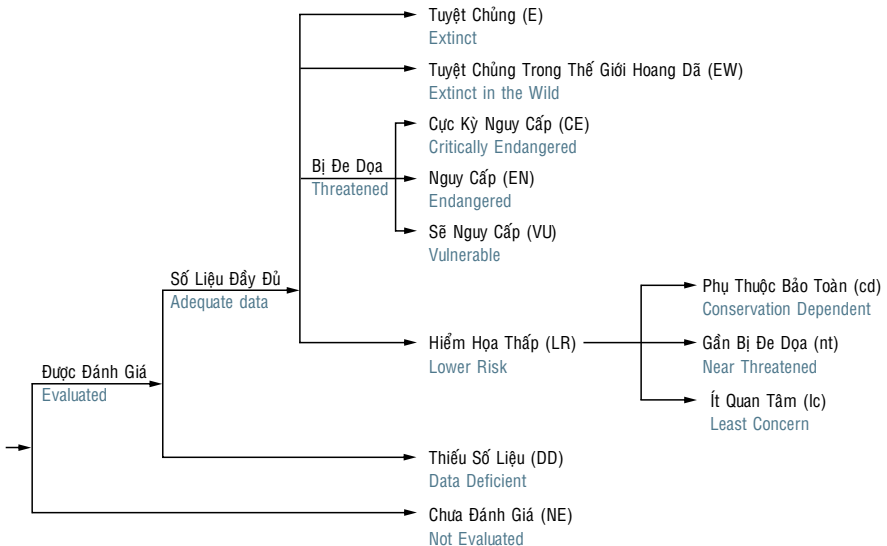 Tuyệt Chủng (E)
Extinct
Tuyệt Chủng Trong Thế Giới Hoang Dã (EW)
Extinct in the Wild
Cực Kỳ Nguy Cấp (CE)
Critically Endangered
Bị Đe Dọa
Threatened
Nguy Cấp (EN)
Endangered
Sẽ Nguy Cấp (VU)
Vulnerable
Số Liệu Đầy Đủ
Adequate data
Phụ Thuộc Bảo Toàn (cd)
Conservation Dependent
Hiểm Họa Thấp (LR)
Lower Risk
Gần Bị Đe Dọa (nt)
Near Threatened
Được Đánh Giá
Evaluated
Ít Quan Tâm (lc)
Least Concern
Thiếu Số Liệu (DD)
Data Deficient
Chưa Đánh Giá (NE)
Not Evaluated